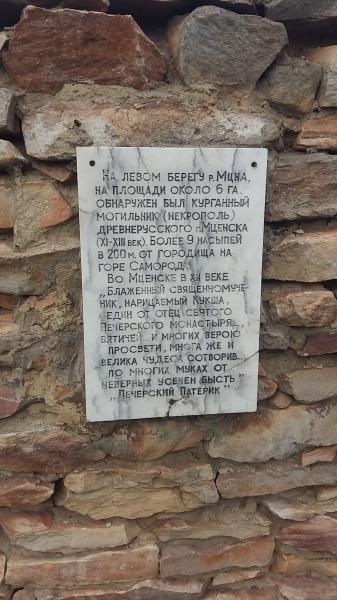 На левом берегу р. Мцна,
на площади около 6 га.
обнаружен был курганный
могильник (некрополь)
древнерусского н. Мценска
(XI-XIII век). Более 9 насыпей
в 200 м. от городища на
горе Самород..
Во Мценске в XII веке
„Блаженный священному-
ник, нарицаемый Кукша,
един от отец святого
Печерского монастыря...,
вятичей.. и многих верою
просвети, многа же и
велика чудеса сотворив...
по многих муках от
неверных усечен бысть"
„Печерский Патерик"